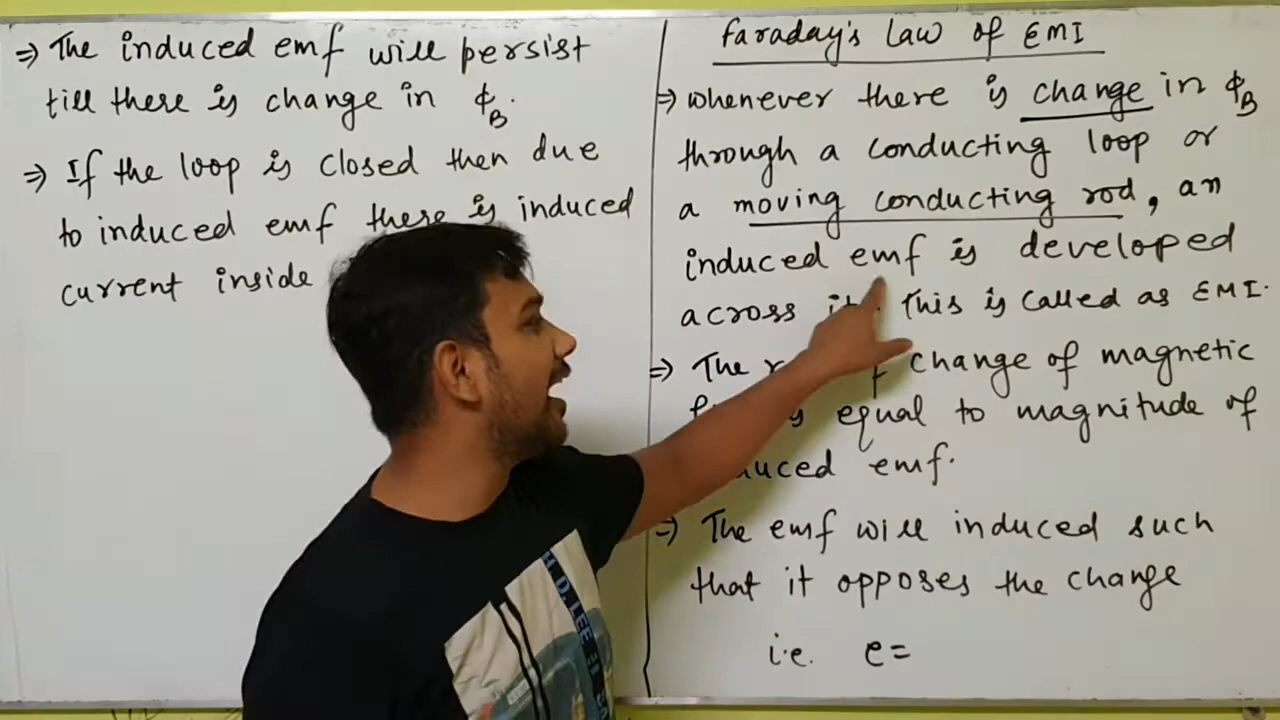 ⇒ The induced emf will persist
till there is change in ϕB.
⇒ If the loop is closed then due
to induced emf there is induced
current inside
Faraday's Law of EMI
⇒ Whenever there is change in ϕB
through a conducting loop or
a moving conducting rod, an
induced emf is developed
across it. This is called as EMI.
⇒ The change of magnetic
equal to magnitude of
emf.
⇒ The emf will induced such
that it opposes the change
i.e. e=
H D. LEE